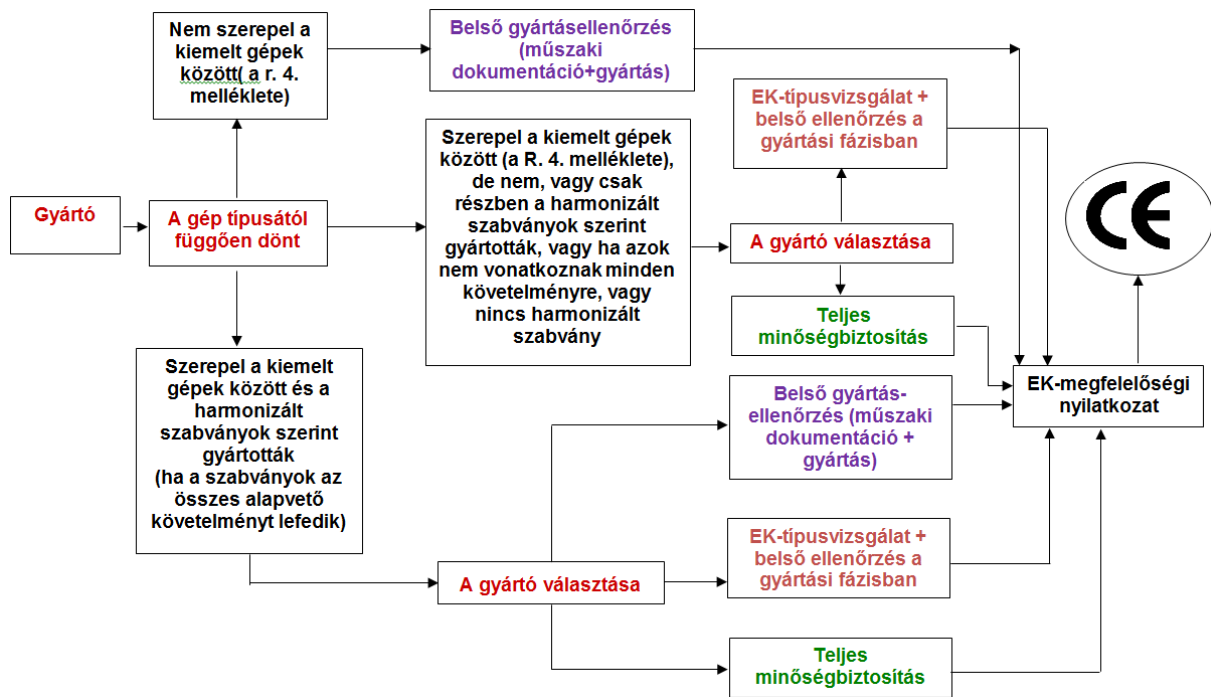 Nem szerepel a
kiemelt gépek
között( a r. 4.
melléklete)
Belső gyártásellenőrzés
(műszaki
dokumentáció+gyártás)
EK-típusvizsgálat +
belső ellenőrzés a
gyártási fázisban
Szerepel a kiemelt gépek
között (a R. 4. melléklete),
de nem, vagy csak
részben a harmonizált
szabványok szerint
gyártották, vagy ha azok
nem vonatkoznak minden
követelményre, vagy
nincs harmonizált
szabvány
Gyártó
A gép típusától
függően dönt
A gyártó választása
CE
Teljes
minőségbiztosítás
Szerepel a kiemelt
gépek között és a
harmonizált
szabványok szerint
gyártották
(ha a szabványok az
összes alapvető
követelményt lefedik)
Belső gyártás-
ellenőrzés (műszaki
dokumentáció +
gyártás)
EK-megfelelőségi
nyilatkozat
A gyártó választása
EK-típusvizsgálat +
belső ellenőrzés a
gyártási fázisban
Teljes
minőségbiztosítás